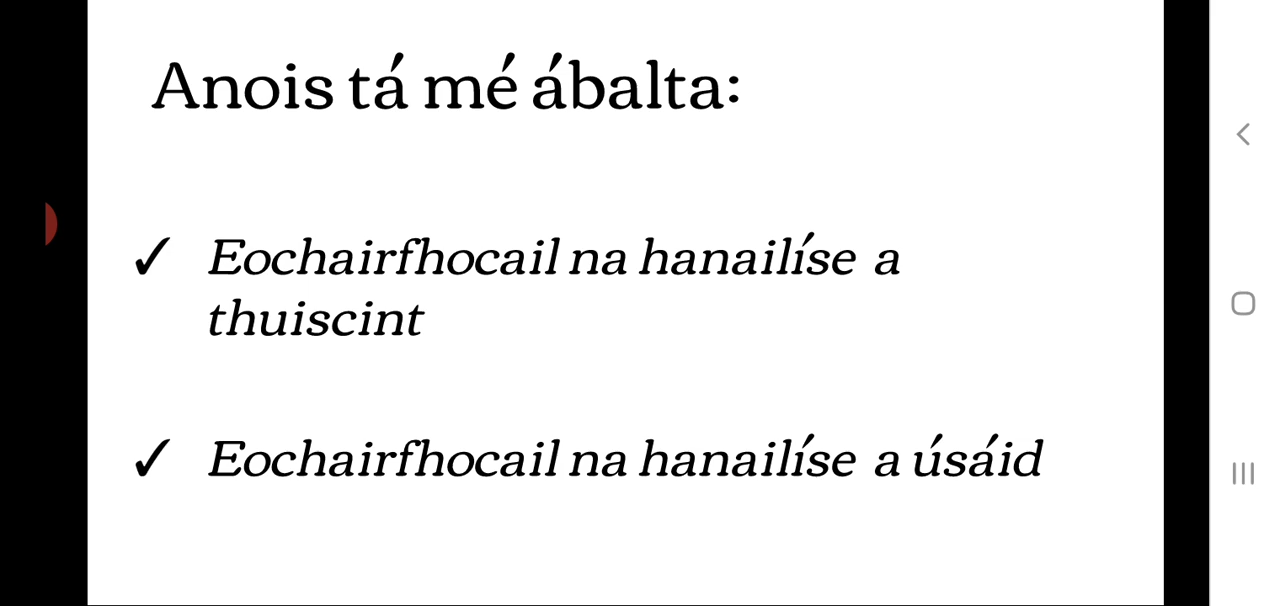 Anois tá mé ábalta:
✓ Eochairfhocail na hanailíse a
thuiscint
✓ Eochairfhocail na hanailíse a úsáid